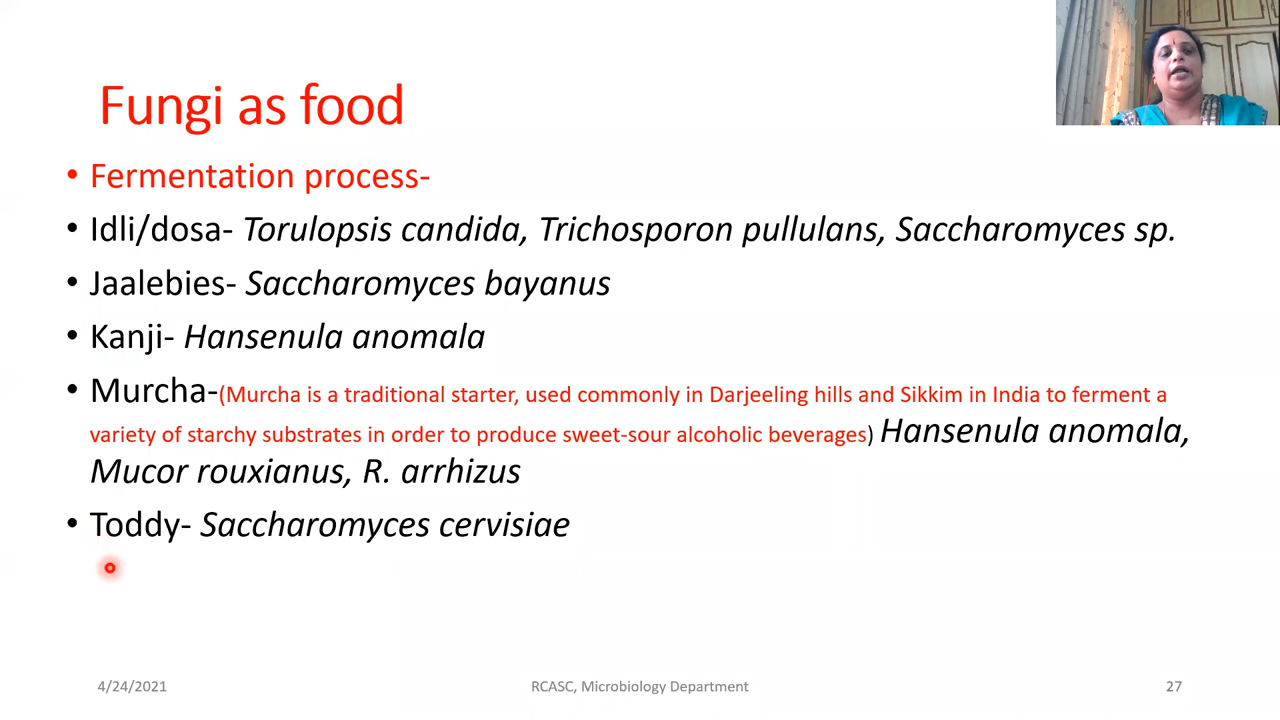 Fungi as food
• Fermentation process-
• Idli/dosa- Torulopsis candida, Trichosporon pullulans, Saccharomyces sp.
• Jaalebies- Saccharomyces bayanus
• Kanji- Hansenula anomala
• Murcha-(Murcha is a traditional starter, used commonly in Darjeeling hills and Sikkim in India to ferment a
variety of starchy substrates in order to produce sweet-sour alcoholic beverages) Hansenula anomala,
Mucor rouxianus, R. arrhizus
• Toddy- Saccharomyces cervisiae
4/24/2021
RCASC, Microbiology Department
27